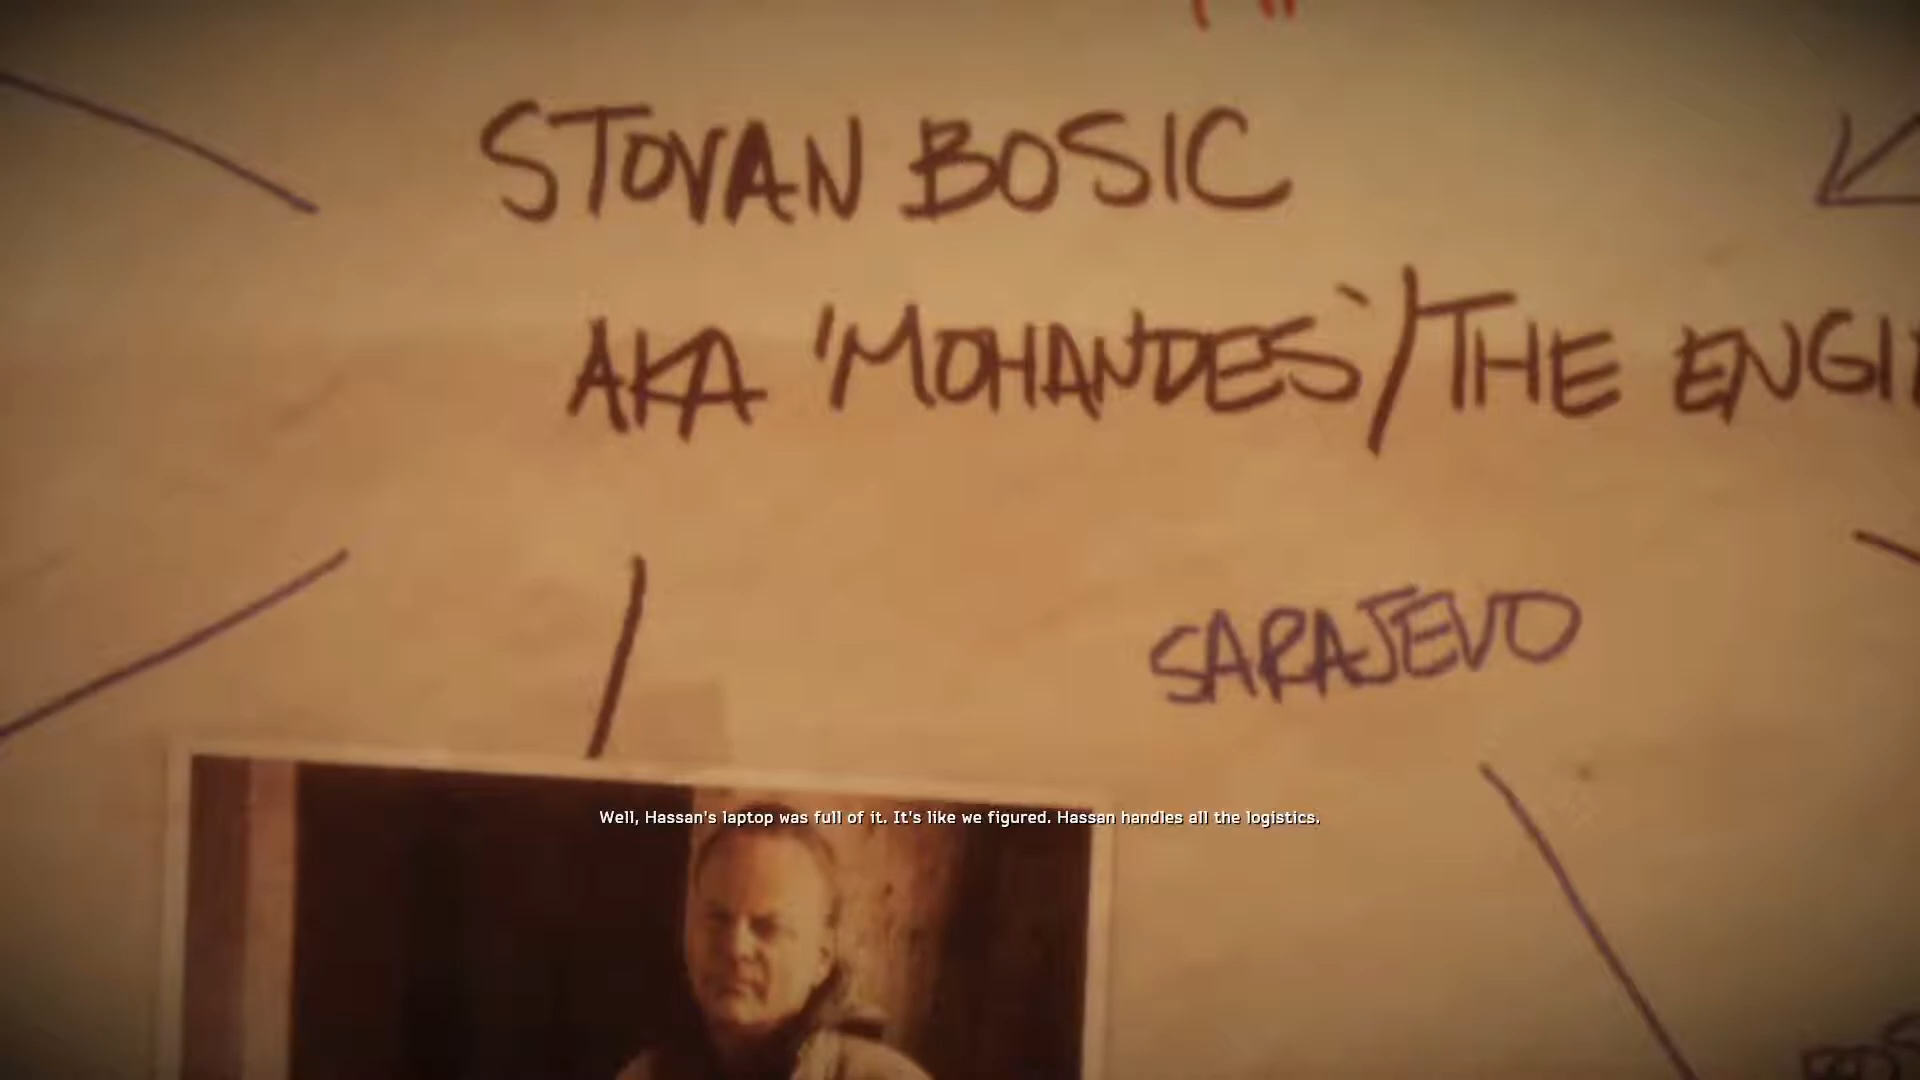 STOVAN BOSIC
AKA 'MOHANDES'/THE ENGI
SARAJEVO
Well, Hassan's laptop was full of it. It's like we figured. Hassan handles all the logistics.